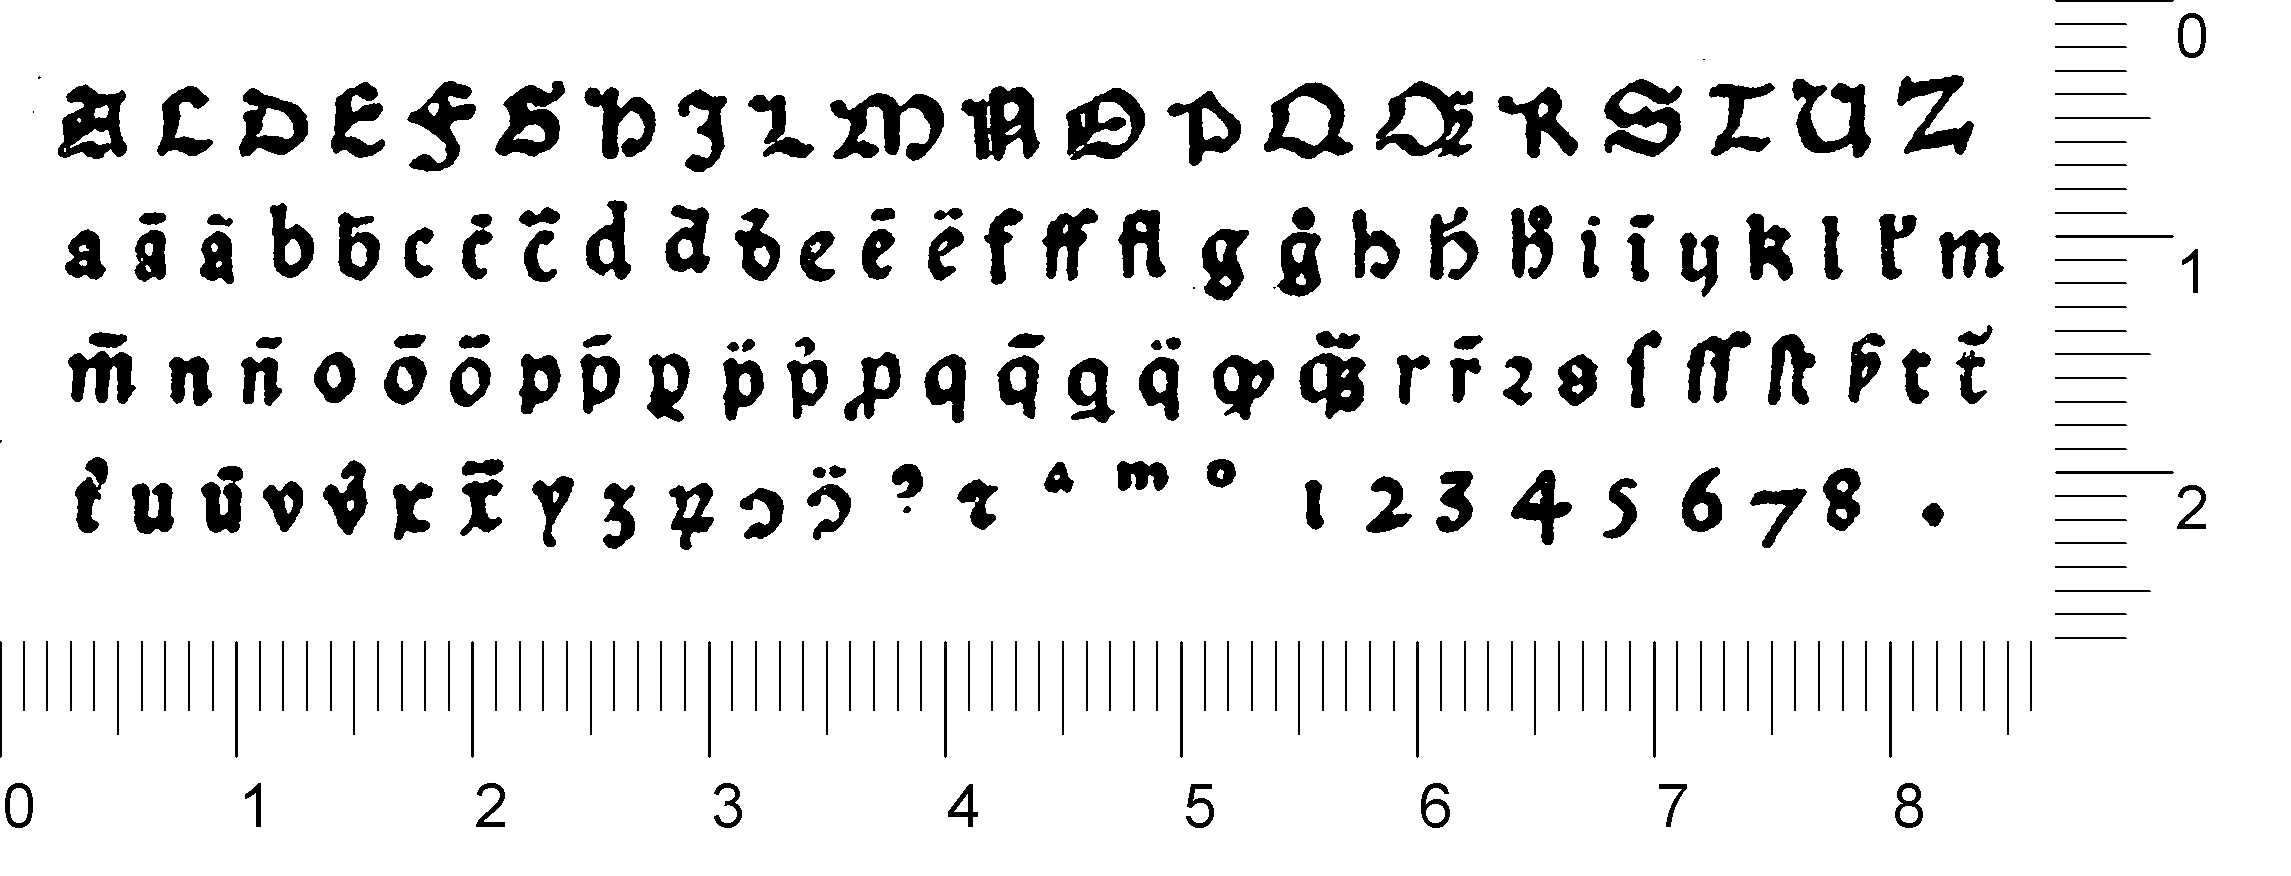 A C D E F G H I L M N O P Q Qꝫ R S T U Z
a ā ã b b̄ c c̄ c̃ d d̄ e ē ë f ff fl g g̊ h h̄ i ī y k l m
m̄ n n̄ o ō õ p p̄ ꝑ p̈ ꝓ q q̄ q̈ r r̄ ꝛ s ſ ſſ ſt t t̃
t̉ u ū v v̉ x x̄ y ʒ ꝝ ɔ ɔ̈ ? ⁊ ᵃ ᵐ ᵒ 1 2 3 4 5 6 7 8 .
0
1
2
0 1 2 3 4 5 6 7 8